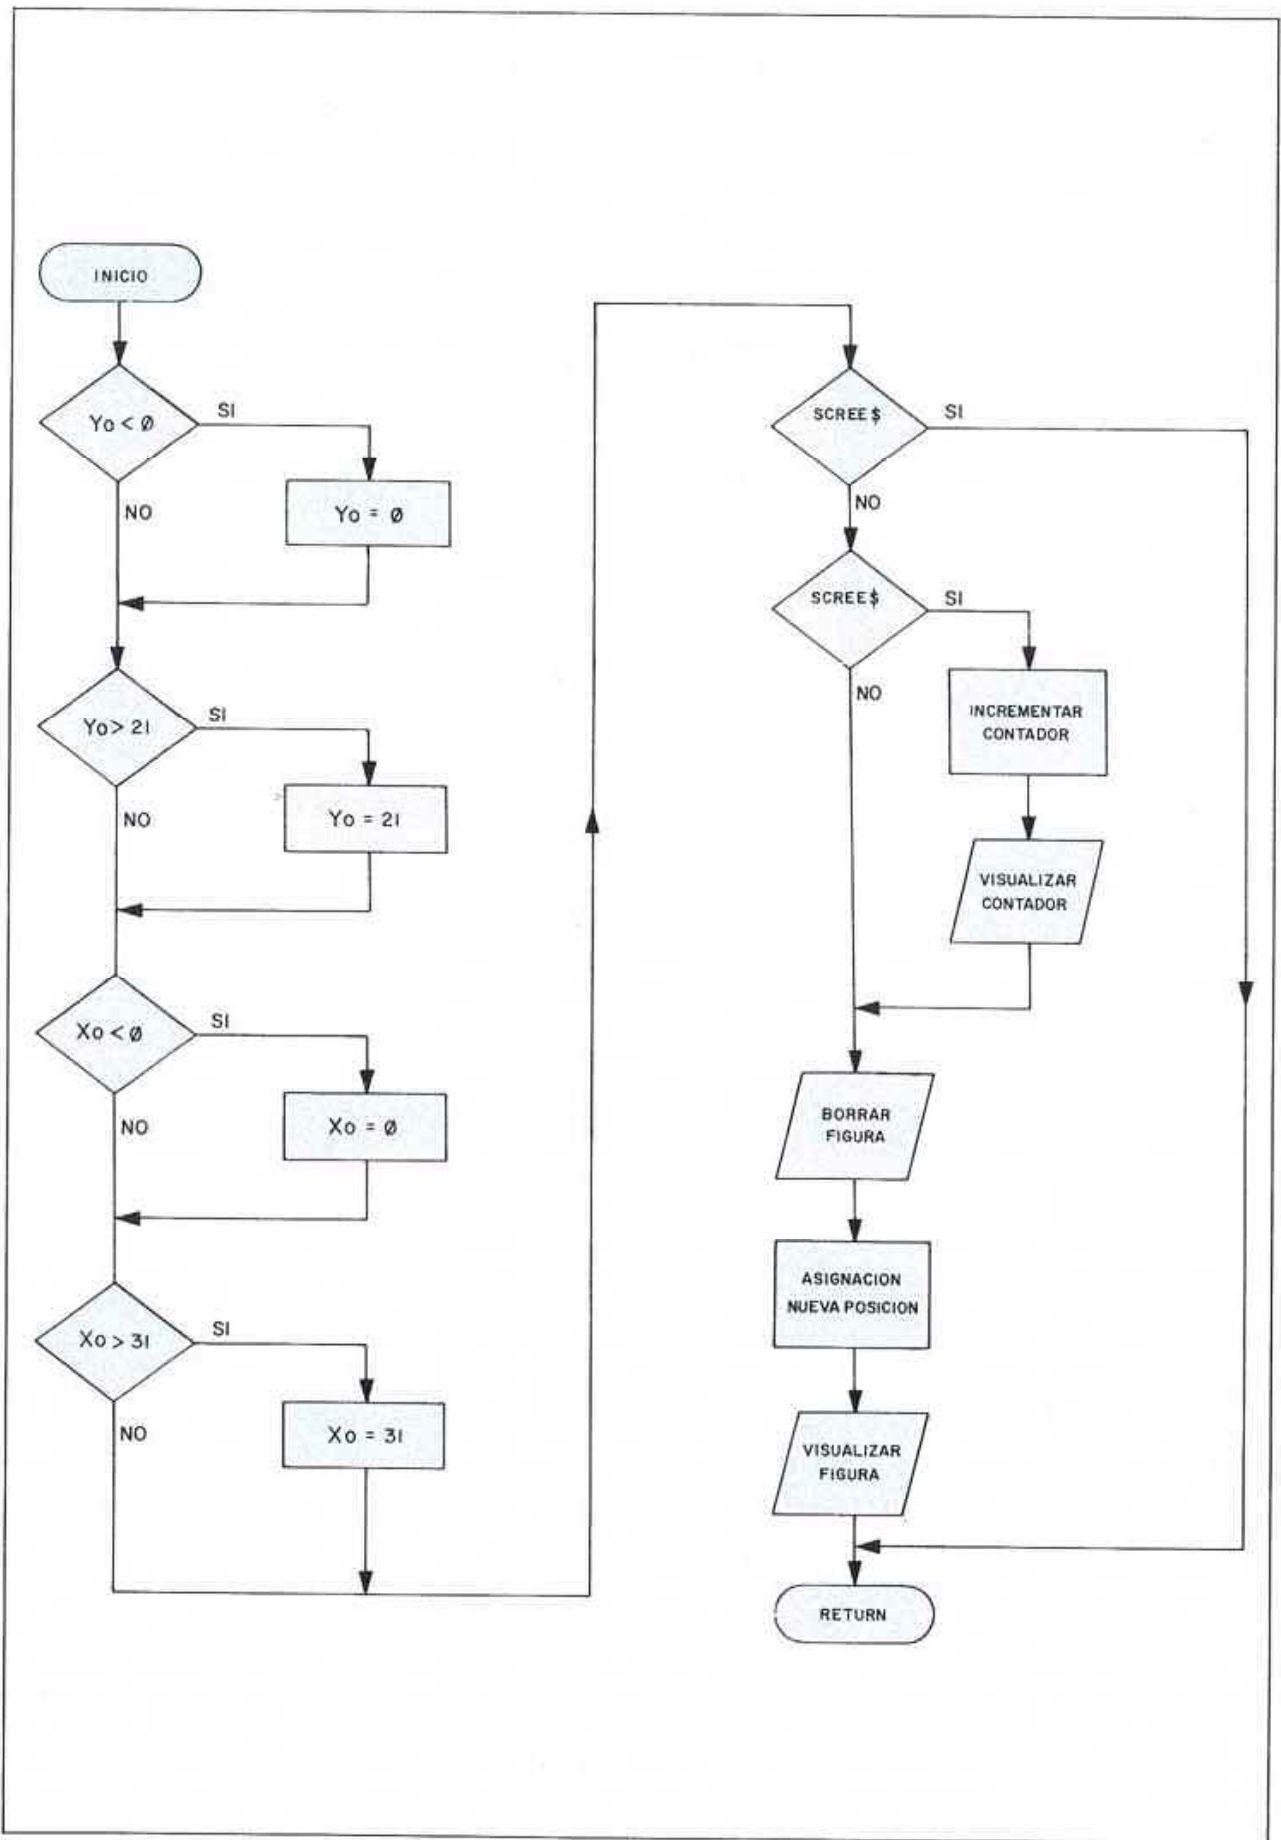 INICIO
Yo < Ø
SI
NO
Yo = Ø
Yo > 21
SI
NO
Yo = 21
Xo < Ø
SI
NO
Xo = Ø
Xo > 31
SI
NO
Xo = 31
SCREE$
SI
NO
SCREE$
SI
NO
INCREMENTAR
CONTADOR
VISUALIZAR
CONTADOR
BORRAR
FIGURA
ASIGNACION
NUEVA POSICION
VISUALIZAR
FIGURA
RETURN